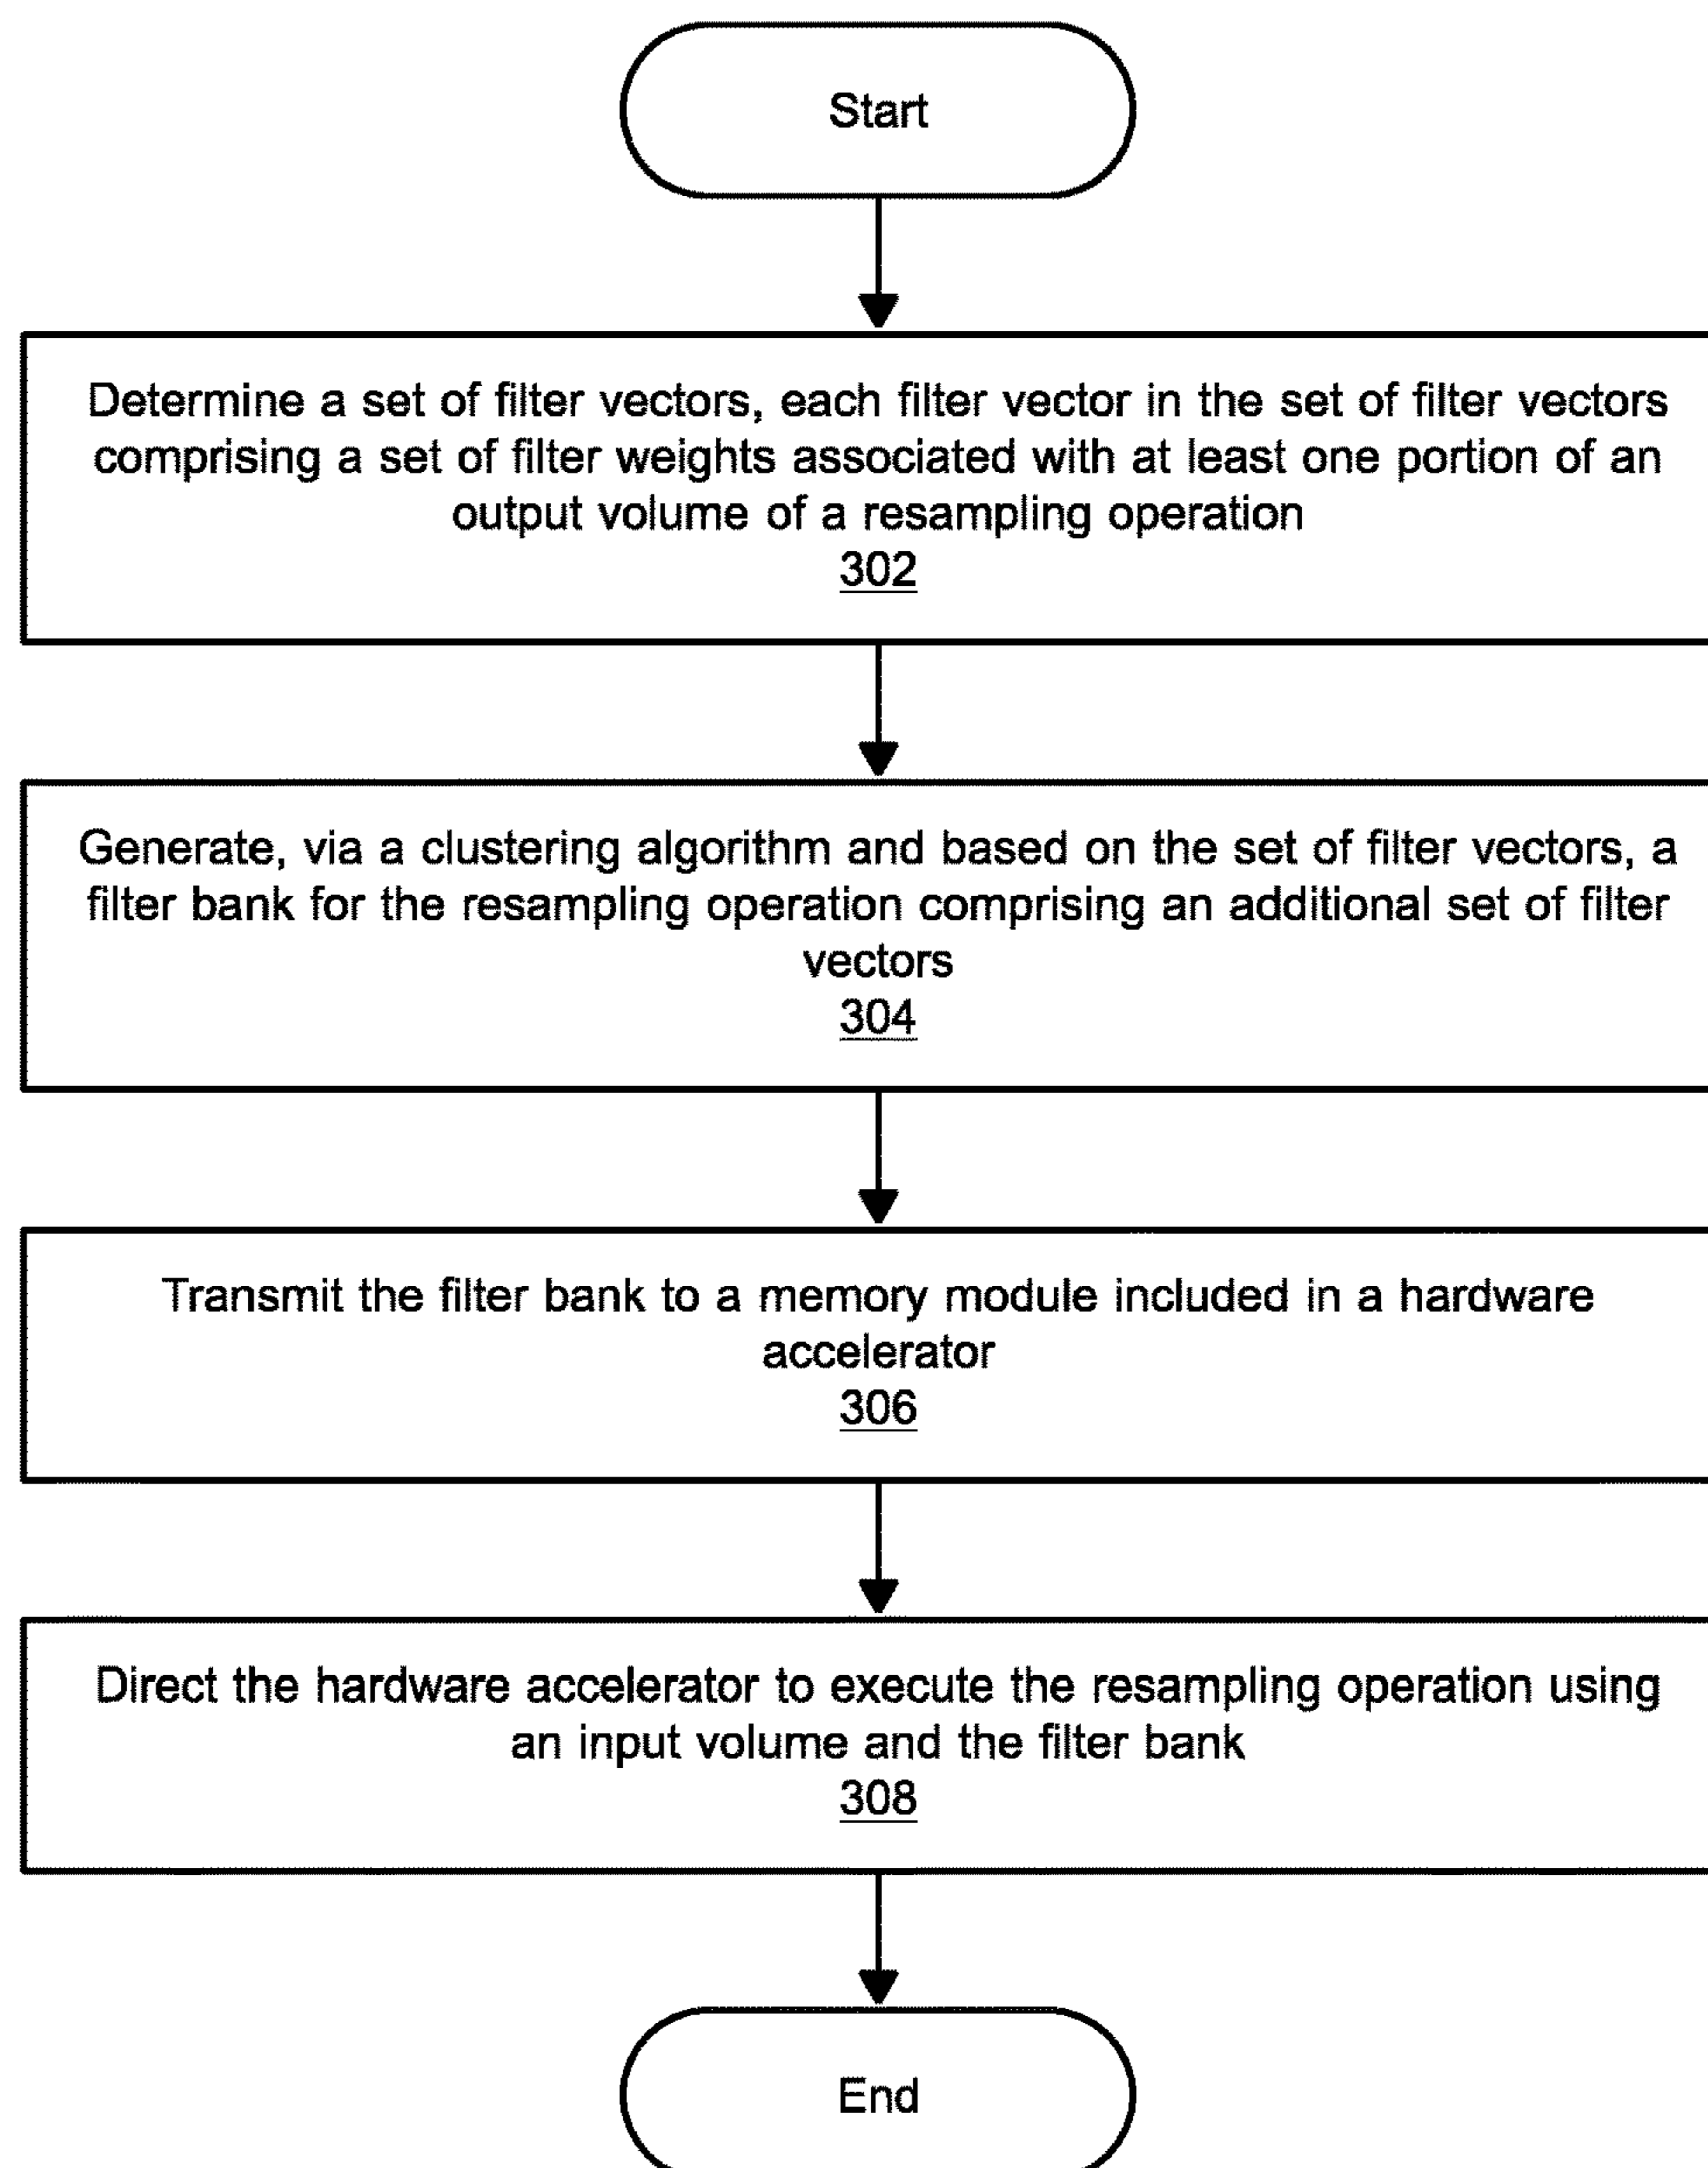 Start
Determine a set of filter vectors, each filter vector in the set of filter vectors
comprising a set of filter weights associated with at least one portion of an
output volume of a resampling operation
302
Generate, via a clustering algorithm and based on the set of filter vectors, a
filter bank for the resampling operation comprising an additional set of filter
vectors
304
Transmit the filter bank to a memory module included in a hardware
accelerator
306
Direct the hardware accelerator to execute the resampling operation using
an input volume and the filter bank
308
End